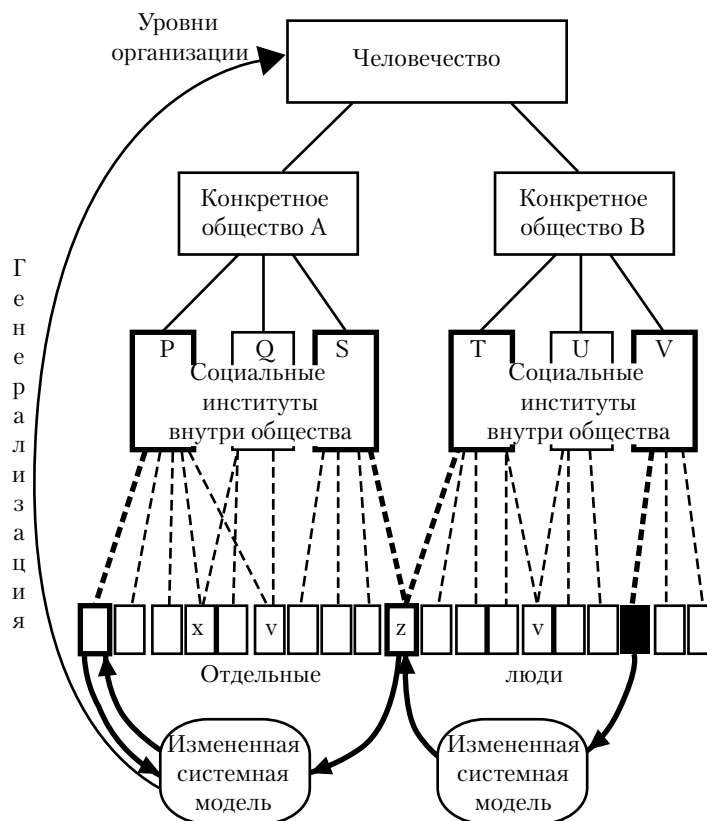 Уровни
организации
Человечество
Конкретное
общество А
Конкретное
общество В
Генерализация
P Q S
Социальные
институты
внутри общества
T U V
Социальные
институты
внутри общества
x v z v
Отдельные люди
Измененная
системная
модель
Измененная
системная
модель